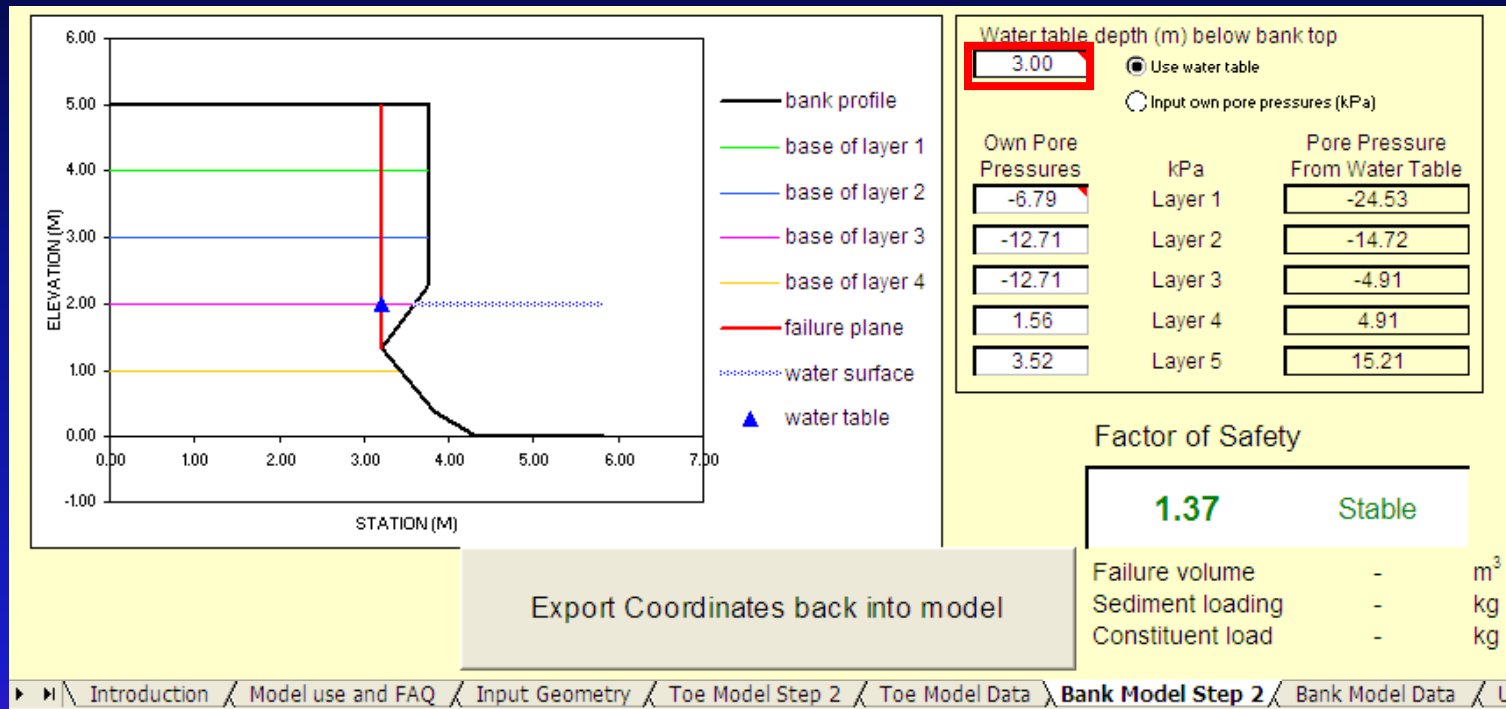 6.00
5.00
4.00
3.00
2.00
1.00
0.00
-1.00
ELEVATION (M)
0.00 1.00 2.00 3.00 4.00 5.00 6.00 7.00
STATION (M)
bank profile
base of layer 1
base of layer 2
base of layer 3
base of layer 4
failure plane
water surface
water table
Water table depth (m) below bank top
3.00 Use water table
Input own pore pressures (kPa)
Own Pore Pore Pressure
Pressures kPa From Water Table
-6.79 Layer 1 -24.53
-12.71 Layer 2 -14.72
-12.71 Layer 3 -4.91
1.56 Layer 4 4.91
3.52 Layer 5 15.21
Factor of Safety
1.37 Stable
Export Coordinates back into model
Failure volume - m³
Sediment loading - kg
Constituent load - kg
Introduction Model use and FAQ Input Geometry Toe Model Step 2 Toe Model Data Bank Model Step 2 Bank Model Data